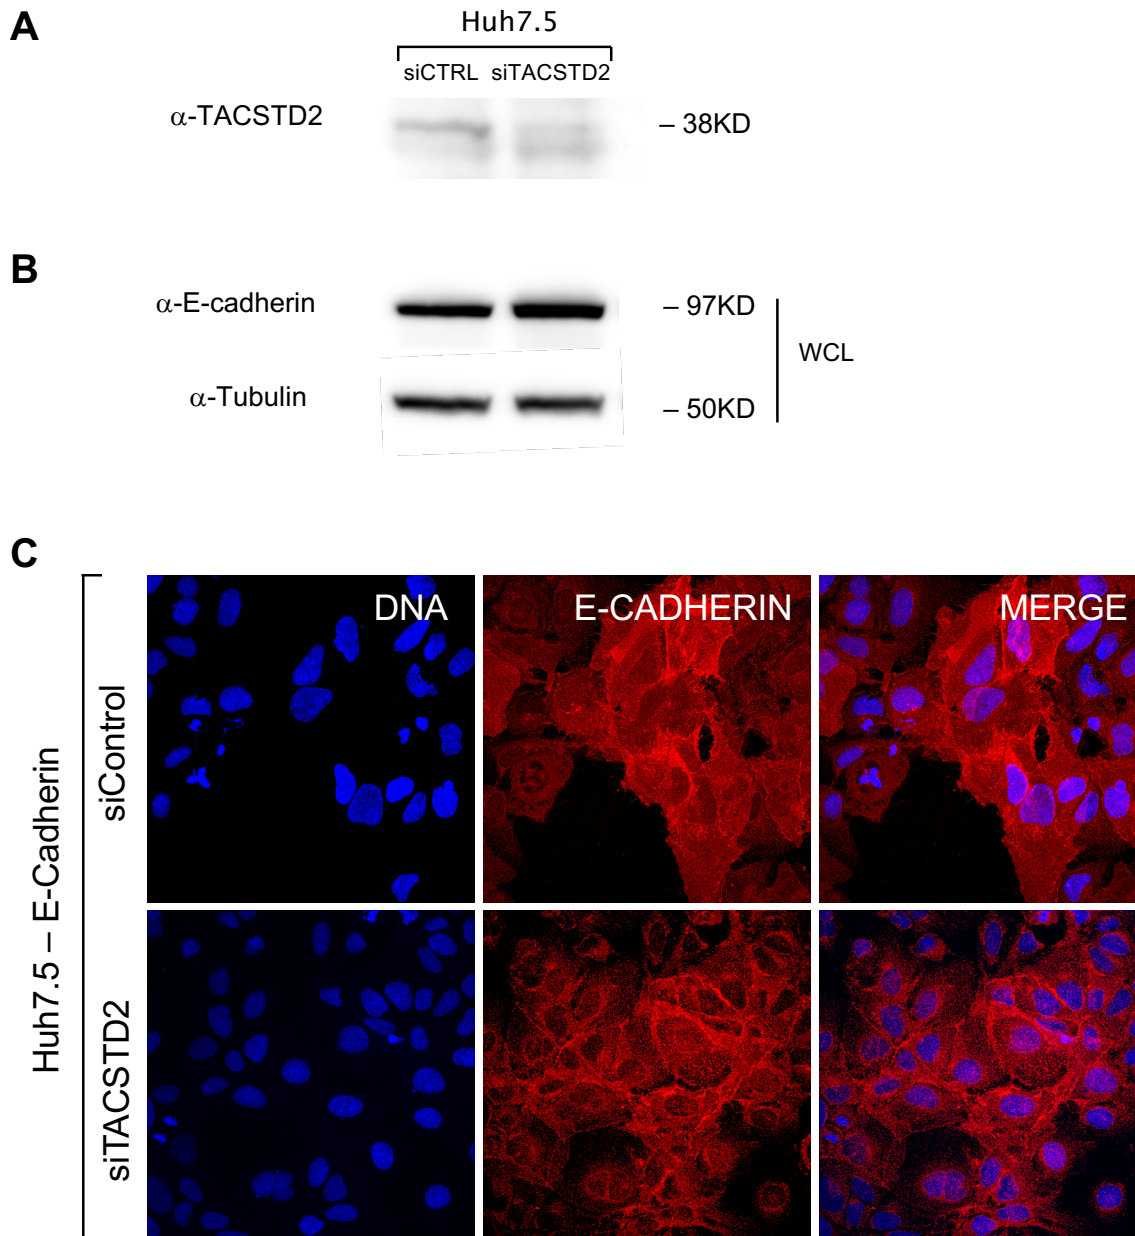 A
Huh7.5
siCTRL siTACSTD2
α-TACSTD2
– 38KD
B
α-E-cadherin
– 97KD
WCL
α-Tubulin
– 50KD
C
DNA
E-CADHERIN
MERGE
Huh7.5 – E-Cadherin
siControl
siTACSTD2